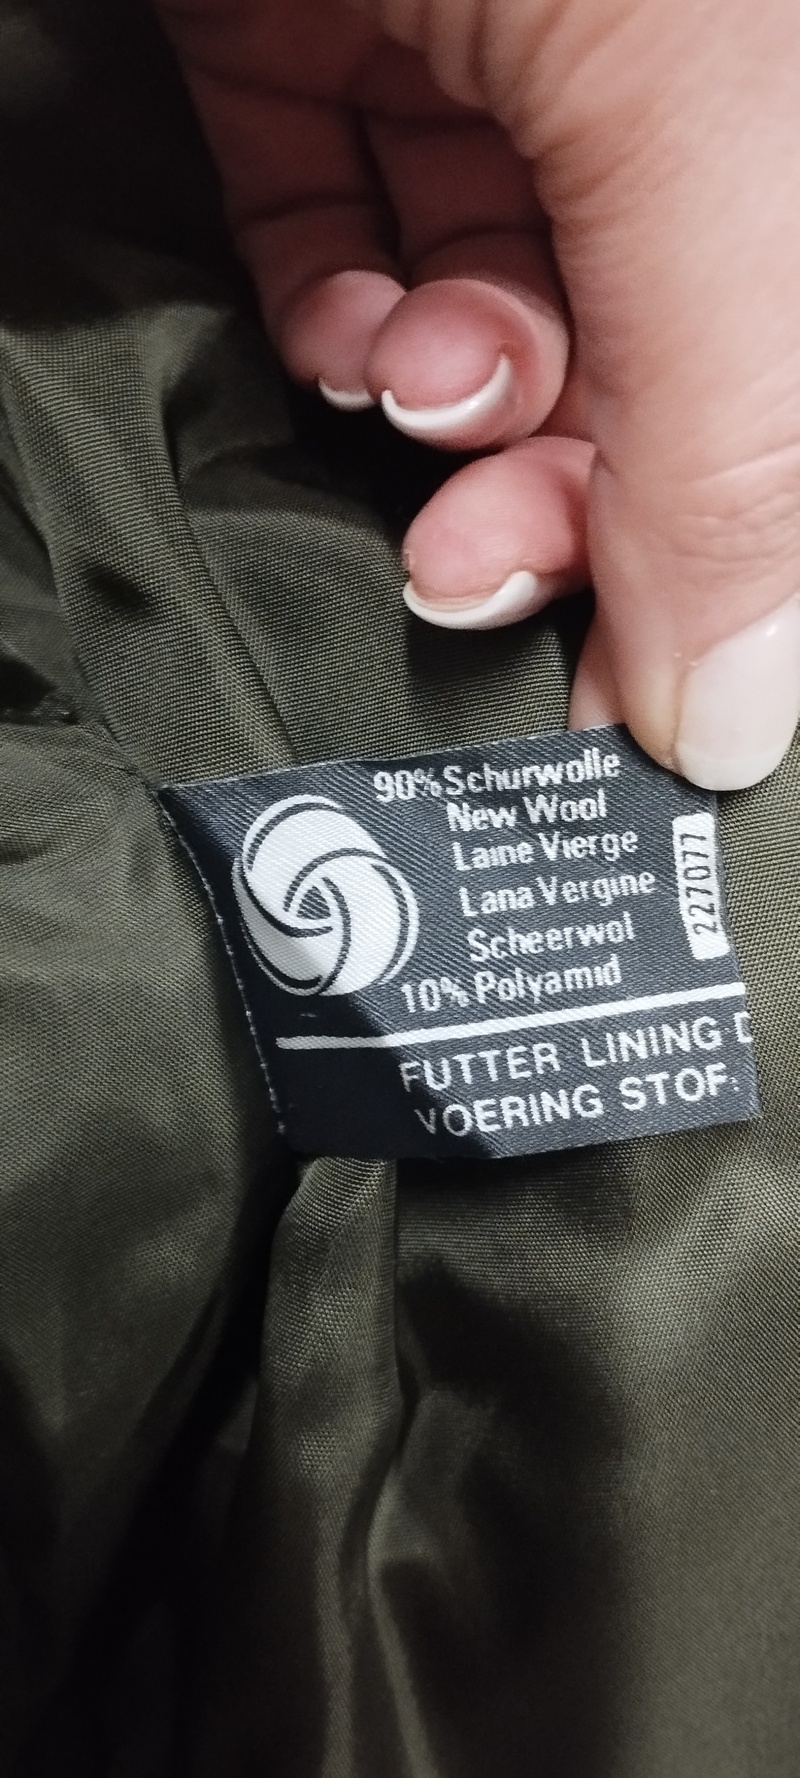 90% Schurwolle
New Wool
Laine Vierge
Lana Vergine
Scheerwol
10% Polyamid
227077
FUTTER LINING D
VOERING STOF: